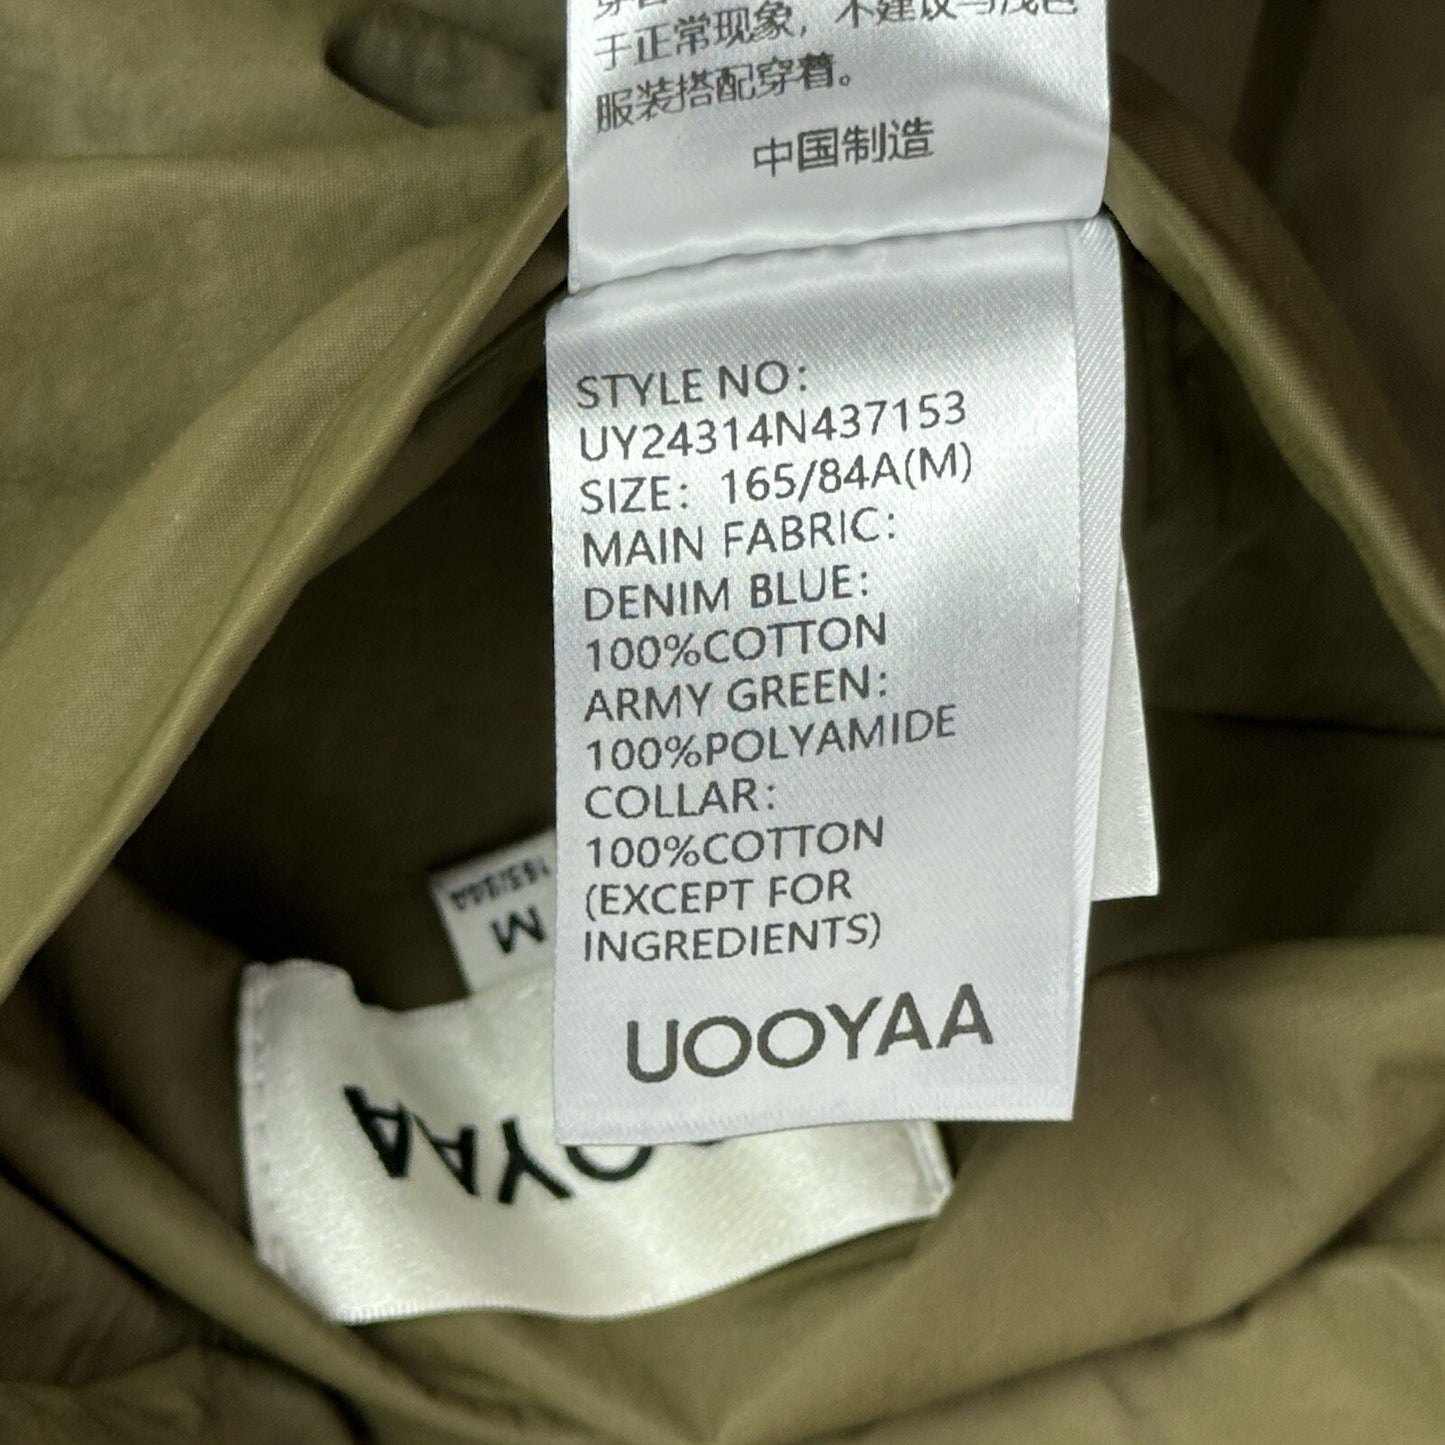 于正常现象，不建议与浅色
服装搭配穿着。
中国制造
STYLE NO:
UY24314N437153
SIZE: 165/84A(M)
MAIN FABRIC:
DENIM BLUE:
100%COTTON
ARMY GREEN:
100%POLYAMIDE
COLLAR:
100%COTTON
(EXCEPT FOR
INGREDIENTS)
UOOYAA
165/84A
M
OYAA